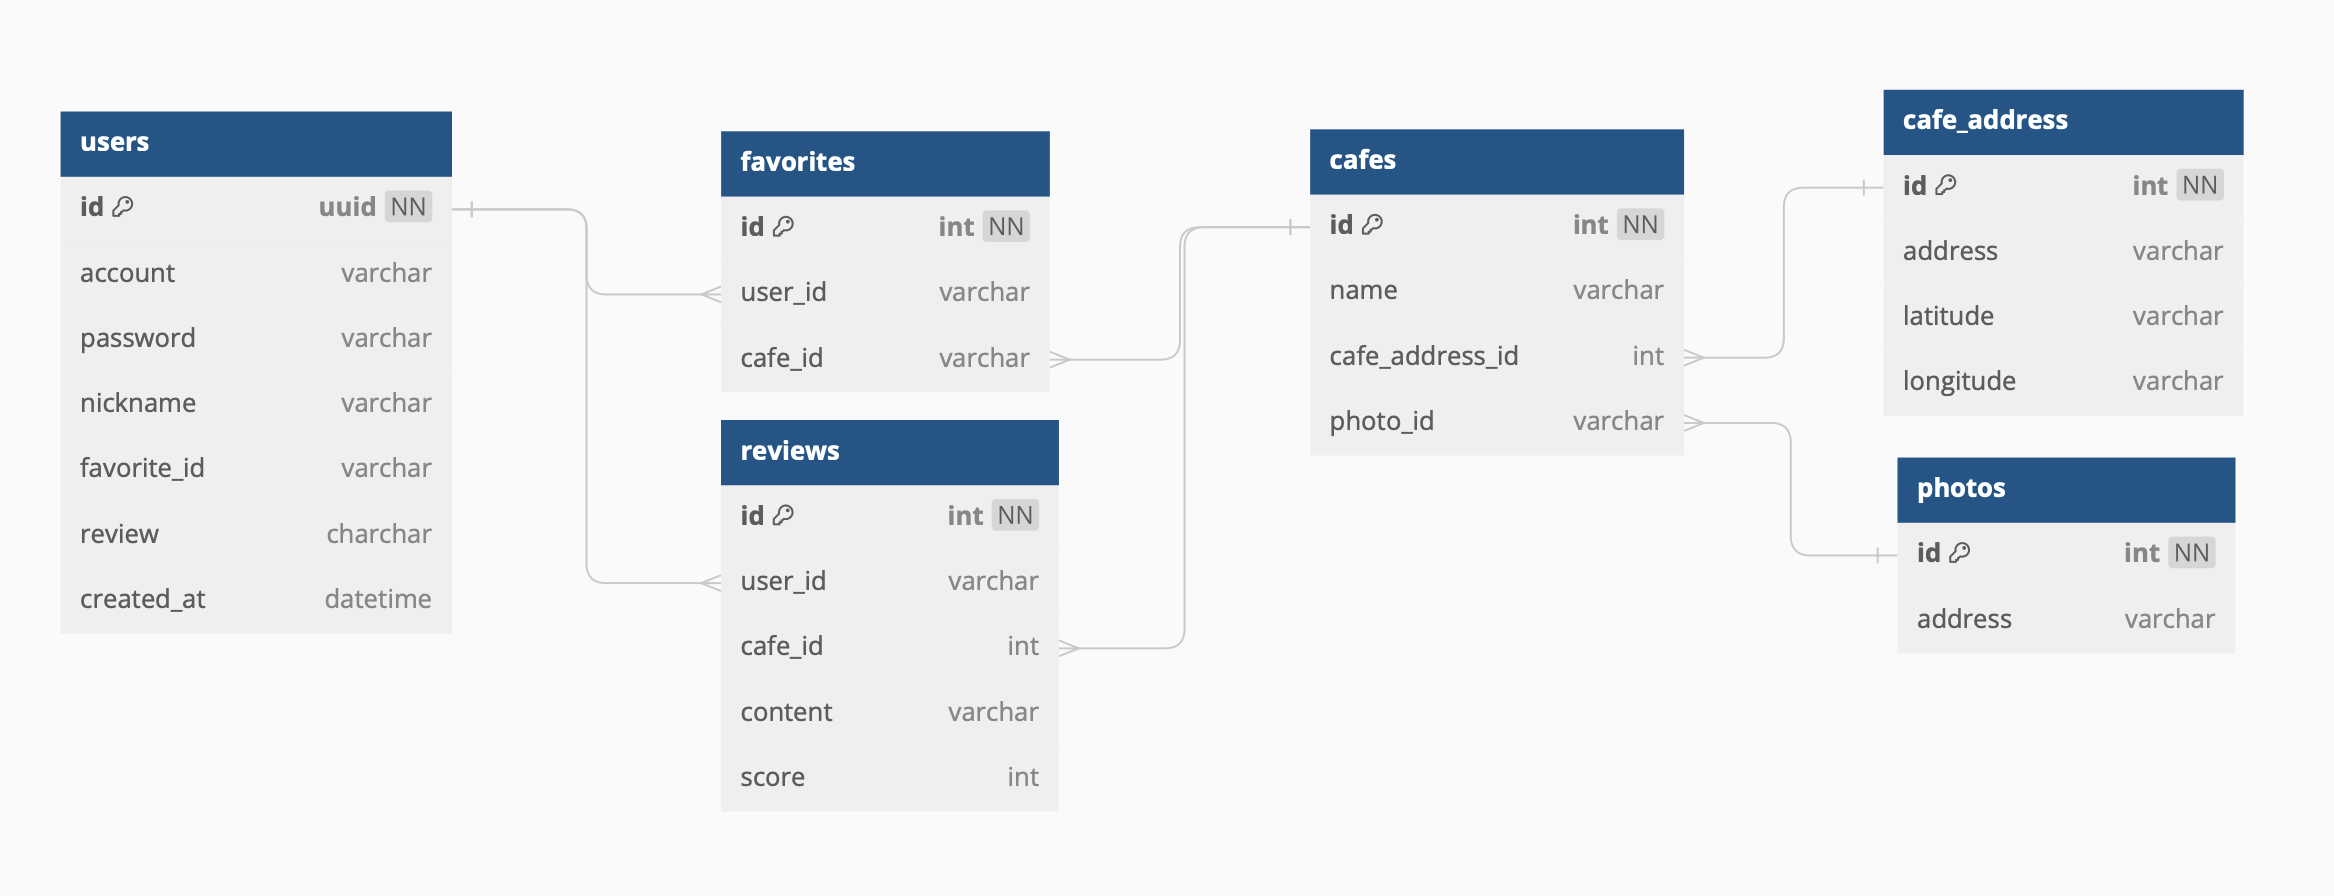 users
id uuid NN
account varchar
password varchar
nickname varchar
favorite_id varchar
review charchar
created_at datetime
favorites
id int NN
user_id varchar
cafe_id varchar
reviews
id int NN
user_id varchar
cafe_id int
content varchar
score int
cafes
id int NN
name varchar
cafe_address_id int
photo_id varchar
cafe_address
id int NN
address varchar
latitude varchar
longitude varchar
photos
id int NN
address varchar